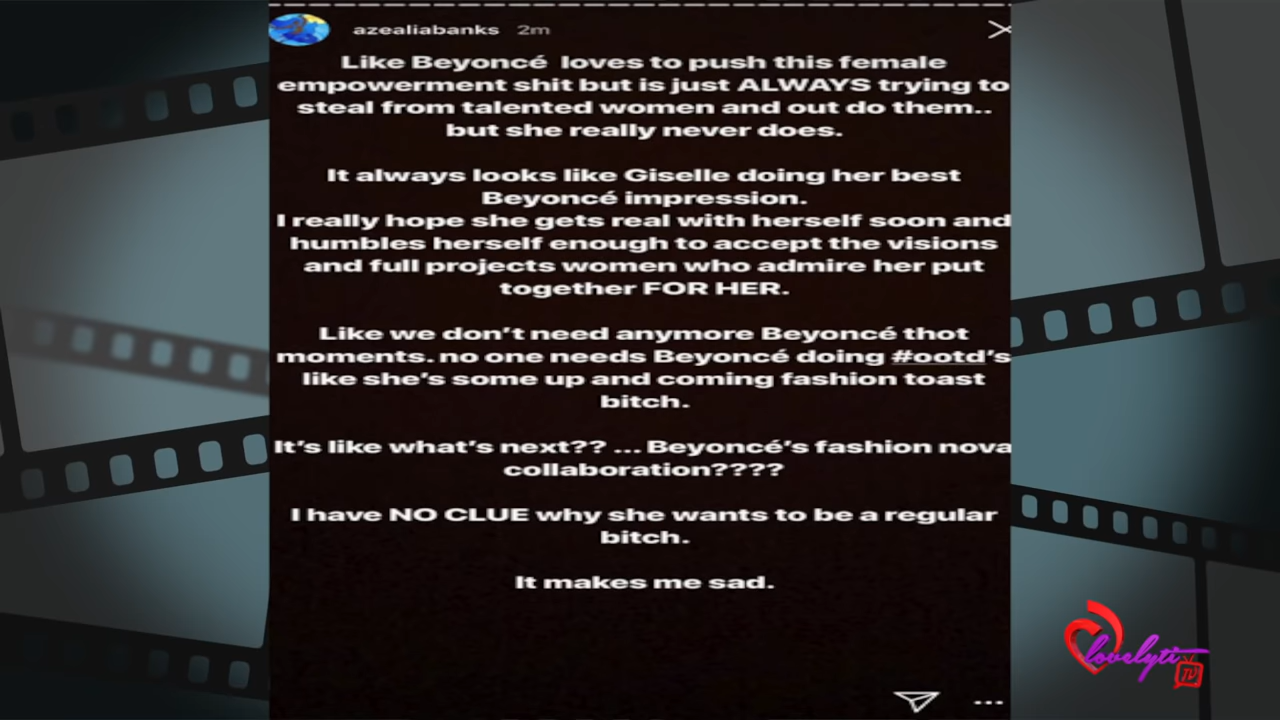 azealiabanks 2m
Like Beyoncé loves to push this female
empowerment shit but is just ALWAYS trying to
steal from talented women and out do them..
but she really never does.
It always looks like Giselle doing her best
Beyoncé impression.
I really hope she gets real with herself soon and
humbles herself enough to accept the visions
and full projects women who admire her put
together FOR HER.
Like we don't need anymore Beyoncé thot
moments. no one needs Beyoncé doing #ootd's
like she's some up and coming fashion toast
bitch.
It's like what's next?? ... Beyoncé's fashion nova
collaboration????
I have NO CLUE why she wants to be a regular
bitch.
It makes me sad.
lovelyti
TV